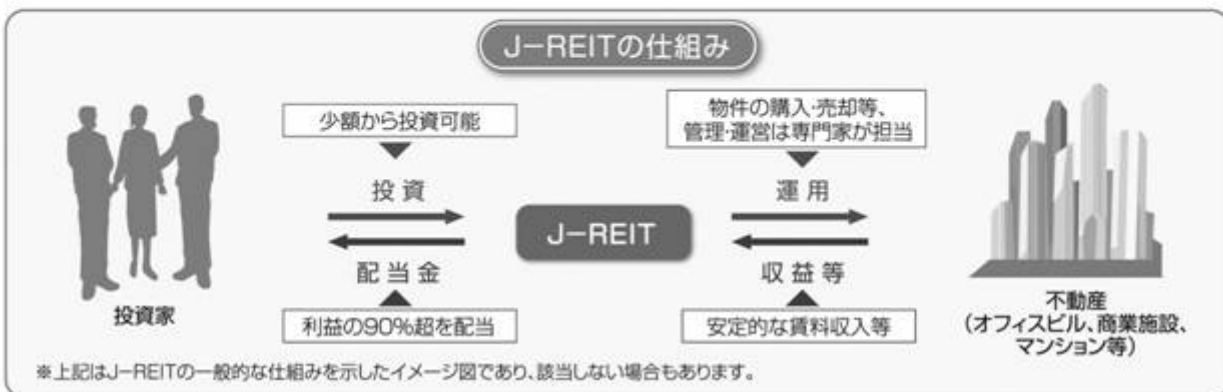 J−REITの仕組み
少額から投資可能
投資
配当金
利益の90%超を配当
投資家
J−REIT
物件の購入・売却等、
管理・運営は専門家が担当
運用
収益等
安定的な賃料収入等
不動産
（オフィスビル、商業施設、
マンション等）
※上記はJ−REITの一般的な仕組みを示したイメージ図であり、該当しない場合もあります。